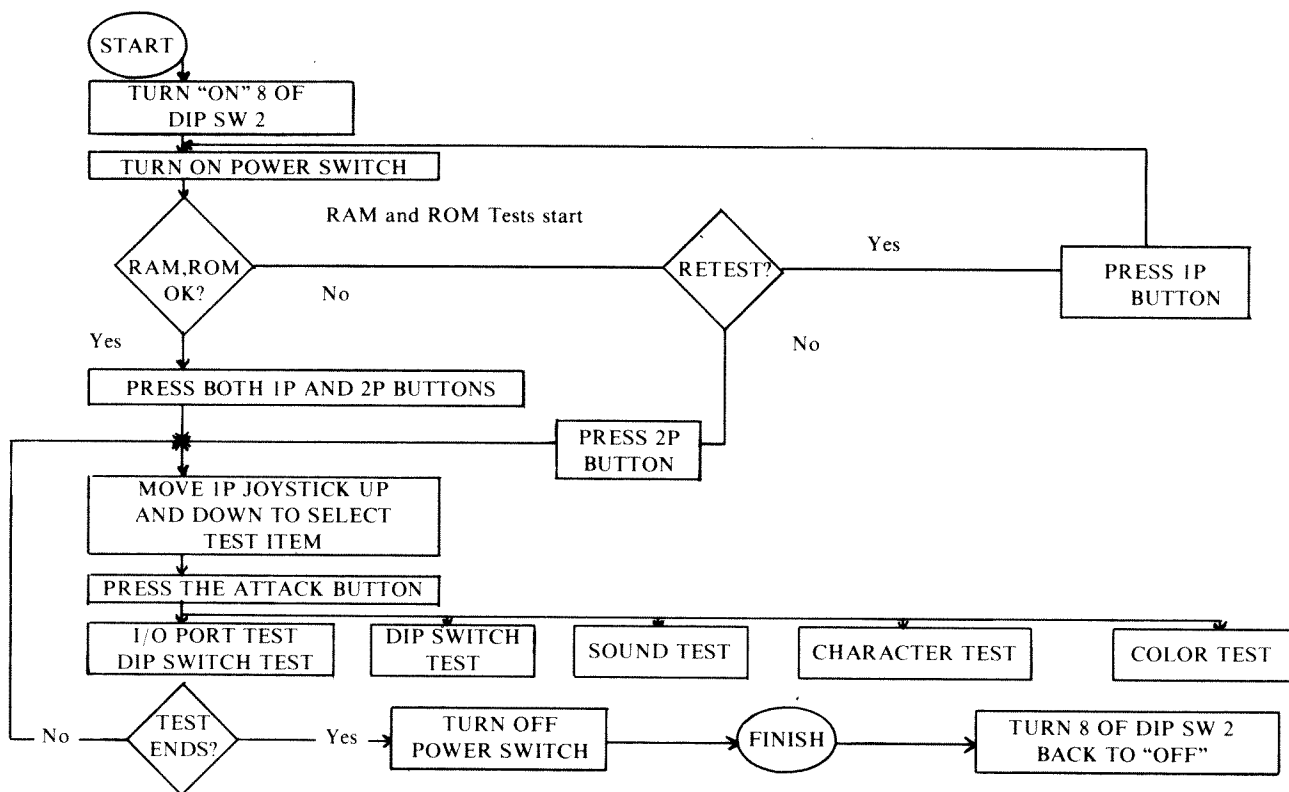 START
TURN “ON” 8 OF
DIP SW 2
TURN ON POWER SWITCH
RAM and ROM Tests start
RAM,ROM
OK?
No
Yes
RETEST?
Yes
No
PRESS 1P
BUTTON
PRESS BOTH 1P AND 2P BUTTONS
PRESS 2P
BUTTON
MOVE 1P JOYSTICK UP
AND DOWN TO SELECT
TEST ITEM
PRESS THE ATTACK BUTTON
I/O PORT TEST
DIP SWITCH TEST
DIP SWITCH
TEST
SOUND TEST
CHARACTER TEST
COLOR TEST
No
TEST
ENDS?
Yes
TURN OFF
POWER SWITCH
FINISH
TURN 8 OF DIP SW 2
BACK TO “OFF”